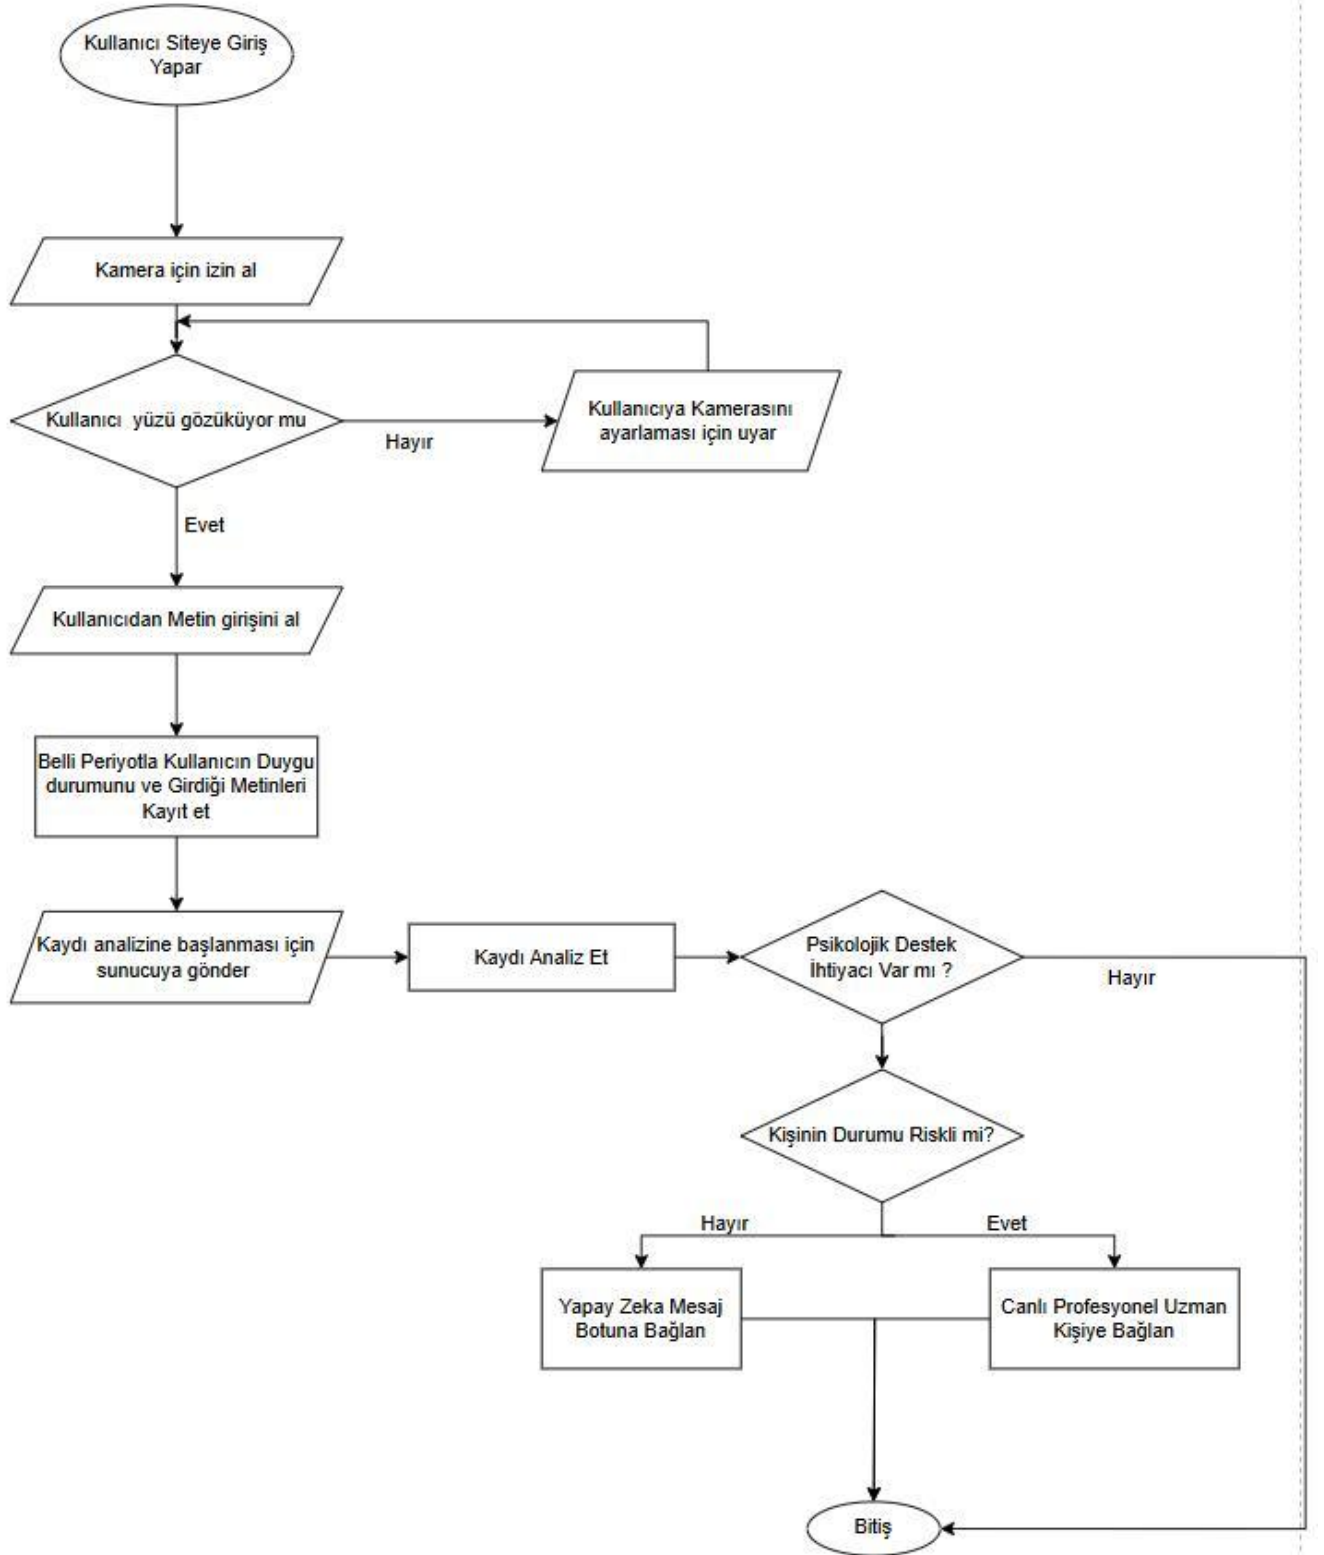 Kullanıcı Siteye Giriş
Yapar
Kamera için izin al
Kullanıcı yüzü gözüküyor mu
Hayır
Kullanıcıya Kamerasını
ayarlaması için uyar
Evet
Kullanıcıdan Metin girişini al
Belli Periyotla Kullanıcın Duygu
durumunu ve Girdiği Metinleri
Kayıt et
Kaydı analizine başlanması için
sunucuya gönder
Kaydı Analiz Et
Psikolojik Destek
İhtiyacı Var mı ?
Hayır
Kişinin Durumu Riskli mi?
Hayır
Evet
Yapay Zeka Mesaj
Botuna Bağlan
Canlı Profesyonel Uzman
Kişiye Bağlan
Bitiş